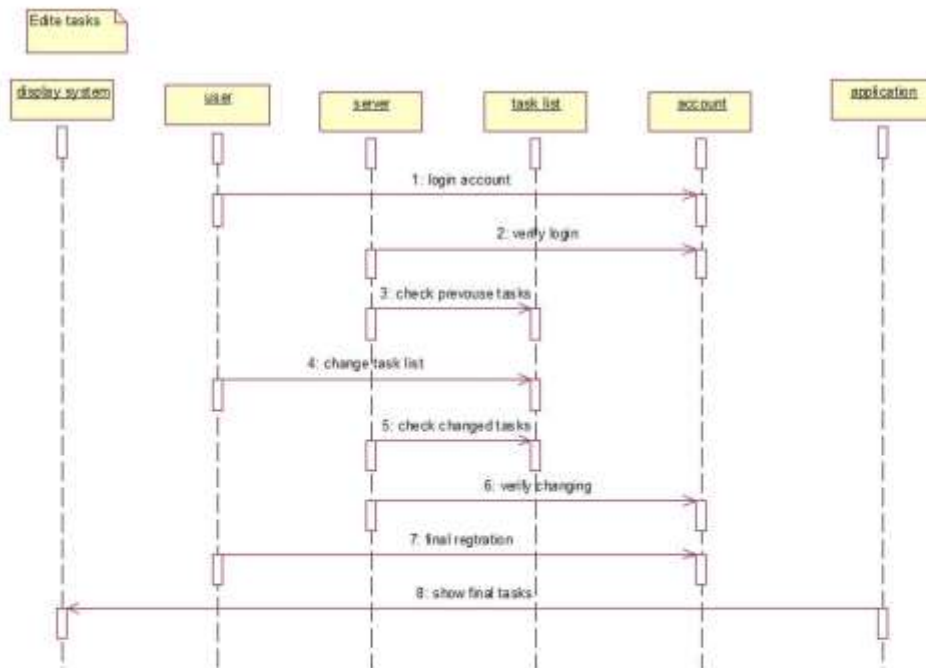 Edite tasks
display system
user
server
task list
account
application
1: login account
2: verify login
3: check prevouse tasks
4: change task list
5: check changed tasks
6: verify changing
7: final regtration
8: show final tasks